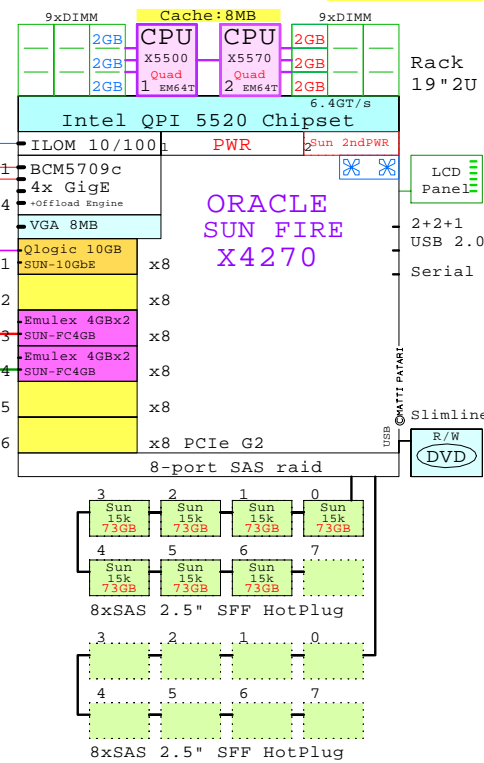 9xDIMM Cache:8MB 9xDIMM
2GB CPU CPU 2GB
2GB X5500 X5570 2GB
Quad Quad
2GB 1 EM64T 2 EM64T 2GB
Rack
19"2U
6.4GT/s
Intel QPI 5520 Chipset
ILOM 10/100 1 PWR 2 Sun 2ndPWR
1 BCM5709c
4x GigE
4 +Offload Engine
VGA 8MB
LCD
Panel
ORACLE
SUN FIRE
X4270
2+2+1
USB 2.0
Serial
Qlogic 10GB
1 SUN-10GbE x8
2 x8
Emulex 4GBx2
3 SUN-FC4GB x8
Emulex 4GBx2
4 SUN-FC4GB x8
5 x8
6 x8 PCIe G2
©MATTI PATARI
USB
Slimline
R/W
DVD
8-port SAS raid
3 2 1 0
Sun Sun Sun Sun
15k 15k 15k 15k
73GB 73GB 73GB 73GB
4 5 6 7
Sun Sun Sun
15k 15k 15k
73GB 73GB 73GB
8xSAS 2.5" SFF HotPlug
3 2 1 0
4 5 6 7
8xSAS 2.5" SFF HotPlug